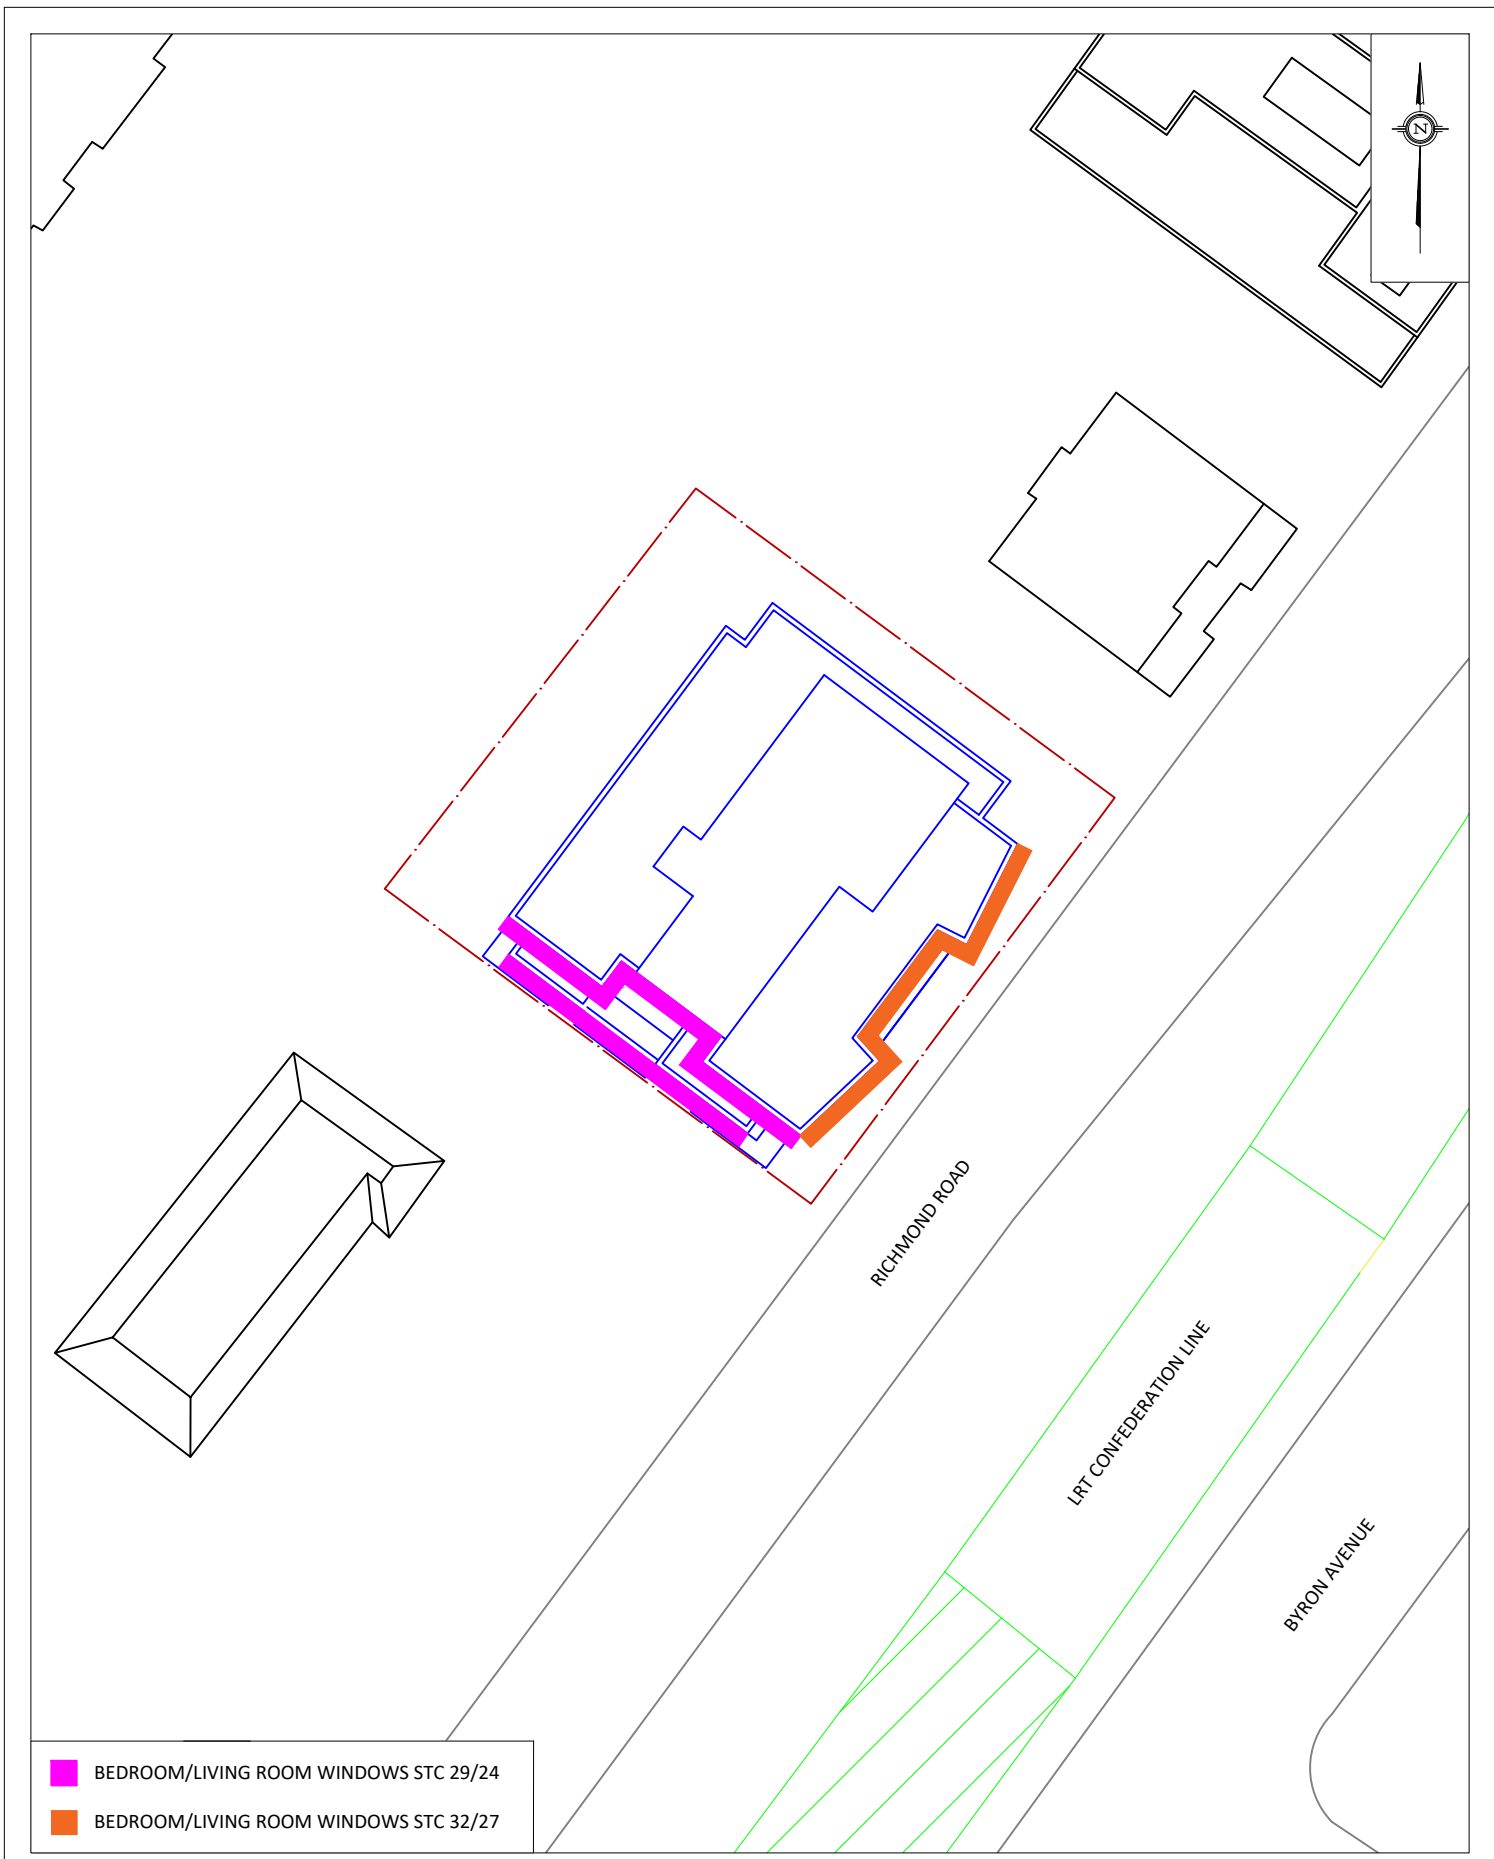 N
RICHMOND ROAD
LRT CONFEDERATION LINE
BYRON AVENUE
BEDROOM/LIVING ROOM WINDOWS STC 29/24
BEDROOM/LIVING ROOM WINDOWS STC 32/27